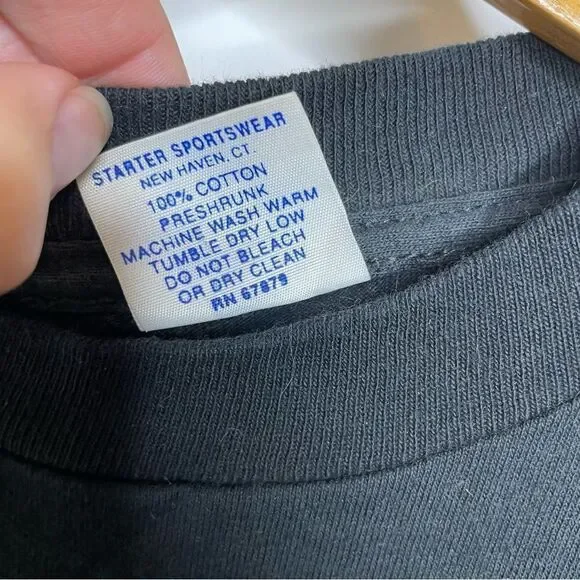 STARTER SPORTSWEAR
NEW HAVEN, CT.
100% COTTON
PRESHRUNK
MACHINE WASH WARM
TUMBLE DRY LOW
DO NOT BLEACH
OR DRY CLEAN
RN 67879